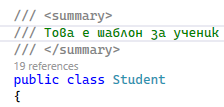 /// <summary>
/// Това е шаблон за ученик
/// </summary>
19 references
public class Student
{